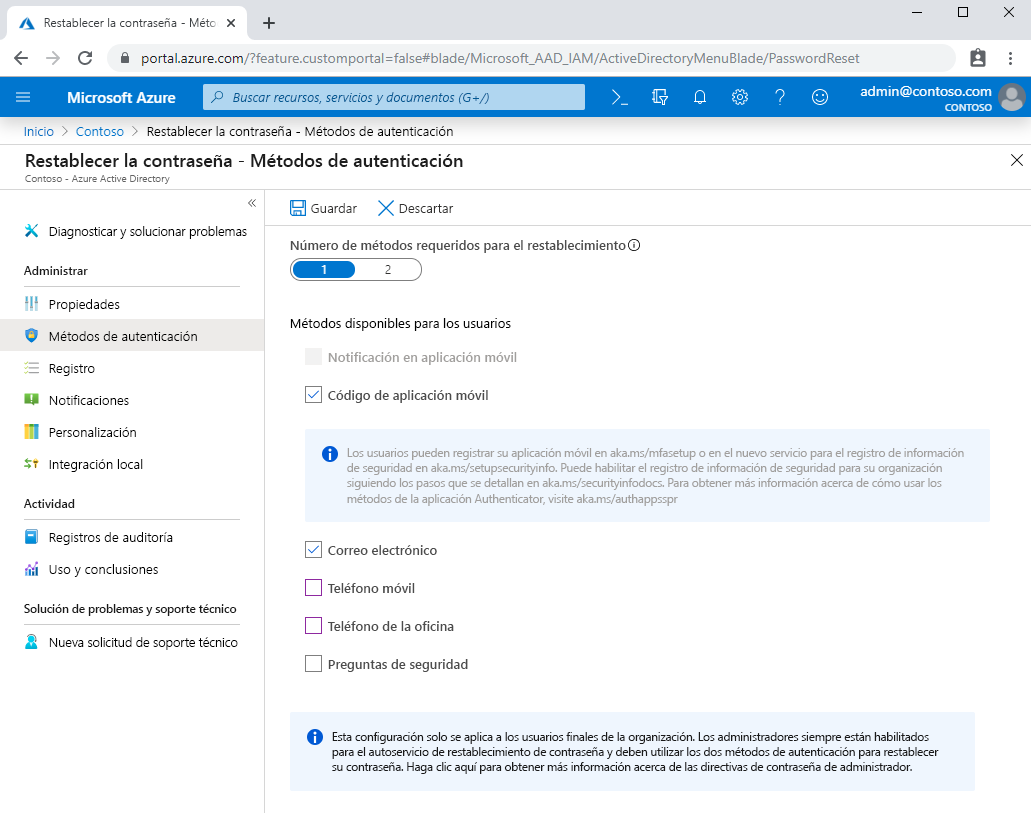 Restablecer la contraseña - Méto
portal.azure.com/?feature.customportal=false#blade/Microsoft_AAD_IAM/ActiveDirectoryMenuBlade/PasswordReset
Microsoft Azure
Buscar recursos, servicios y documentos (G+/)
admin@contoso.com
CONTOSO
Inicio > Contoso > Restablecer la contraseña - Métodos de autenticación
Restablecer la contraseña - Métodos de autenticación
Contoso - Azure Active Directory
Diagnosticar y solucionar problemas
Administrar
Propiedades
Métodos de autenticación
Registro
Notificaciones
Personalización
Integración local
Actividad
Registros de auditoría
Uso y conclusiones
Solución de problemas y soporte técnico
Nueva solicitud de soporte técnico
Guardar Descartar
Número de métodos requeridos para el restablecimiento
1 2
Métodos disponibles para los usuarios
Notificación en aplicación móvil
Código de aplicación móvil
Los usuarios pueden registrar su aplicación móvil en aka.ms/mfasetup o en el nuevo servicio para el registro de información
de seguridad en aka.ms/setupsecurityinfo. Puede habilitar el registro de información de seguridad para su organización
siguiendo los pasos que se detallan en aka.ms/securityinfodocs. Para obtener más información acerca de cómo usar los
métodos de la aplicación Authenticator, visite aka.ms/authappsspr
Correo electrónico
Teléfono móvil
Teléfono de la oficina
Preguntas de seguridad
Esta configuración solo se aplica a los usuarios finales de la organización. Los administradores siempre están habilitados
para el autoservicio de restablecimiento de contraseña y deben utilizar los dos métodos de autenticación para restablecer
su contraseña. Haga clic aquí para obtener más información acerca de las directivas de contraseña de administrador.